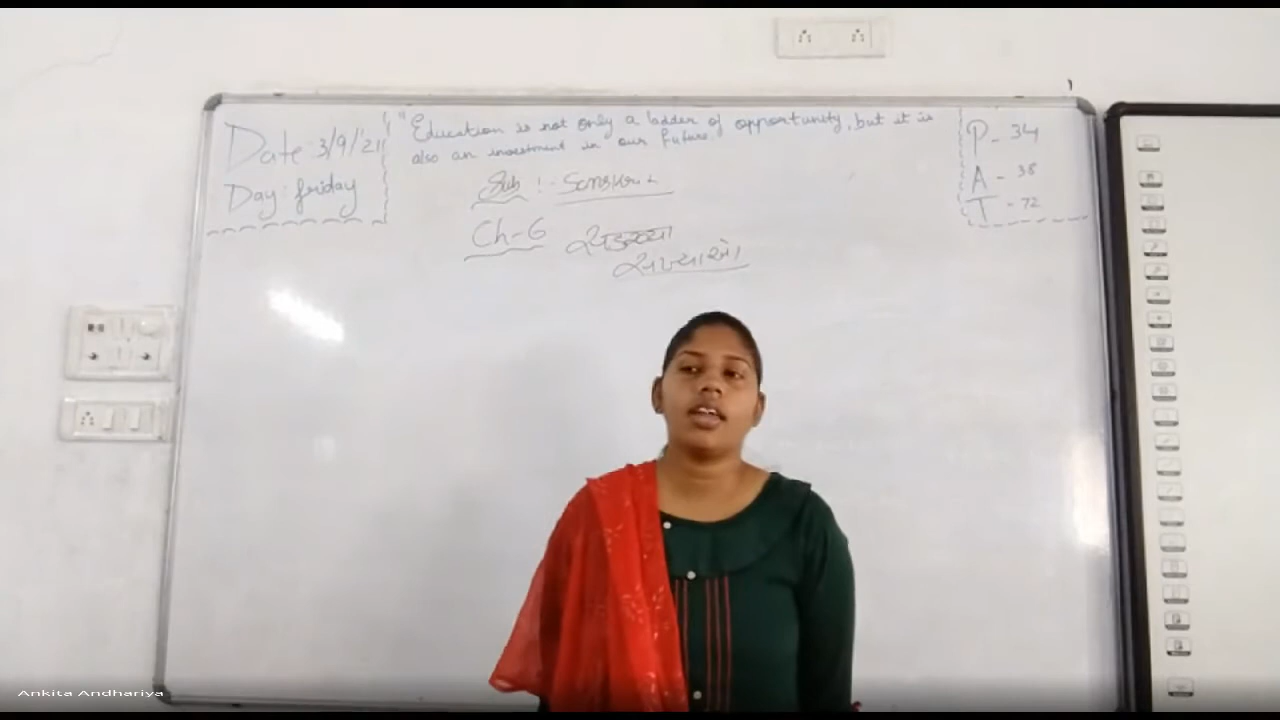 Date 3/9/21
Day: friday
"Education is not only a ladder of opportunity, but it is
also an investment in our future.
Sub :- Sanskrit
Ch-6 સઙ્ખ્યા
સંખ્યાઓ
P - 34
A - 38
T - 72
Ankita Andhariya